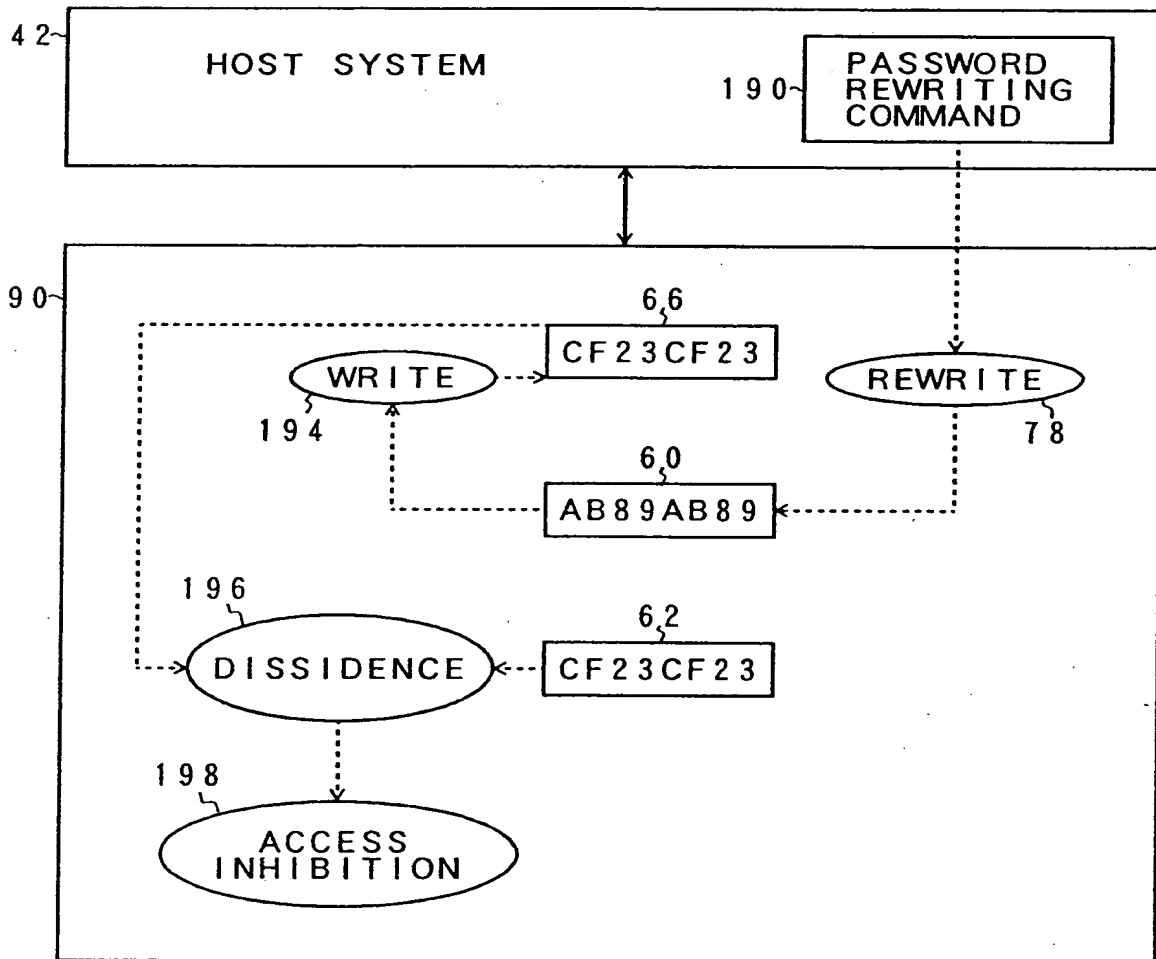 42
HOST SYSTEM
190
PASSWORD
REWRITING
COMMAND
90
66
CF23CF23
WRITE
194
REWRITE
78
60
AB89AB89
196
DISSIDENCE
62
CF23CF23
198
ACCESS
INHIBITION